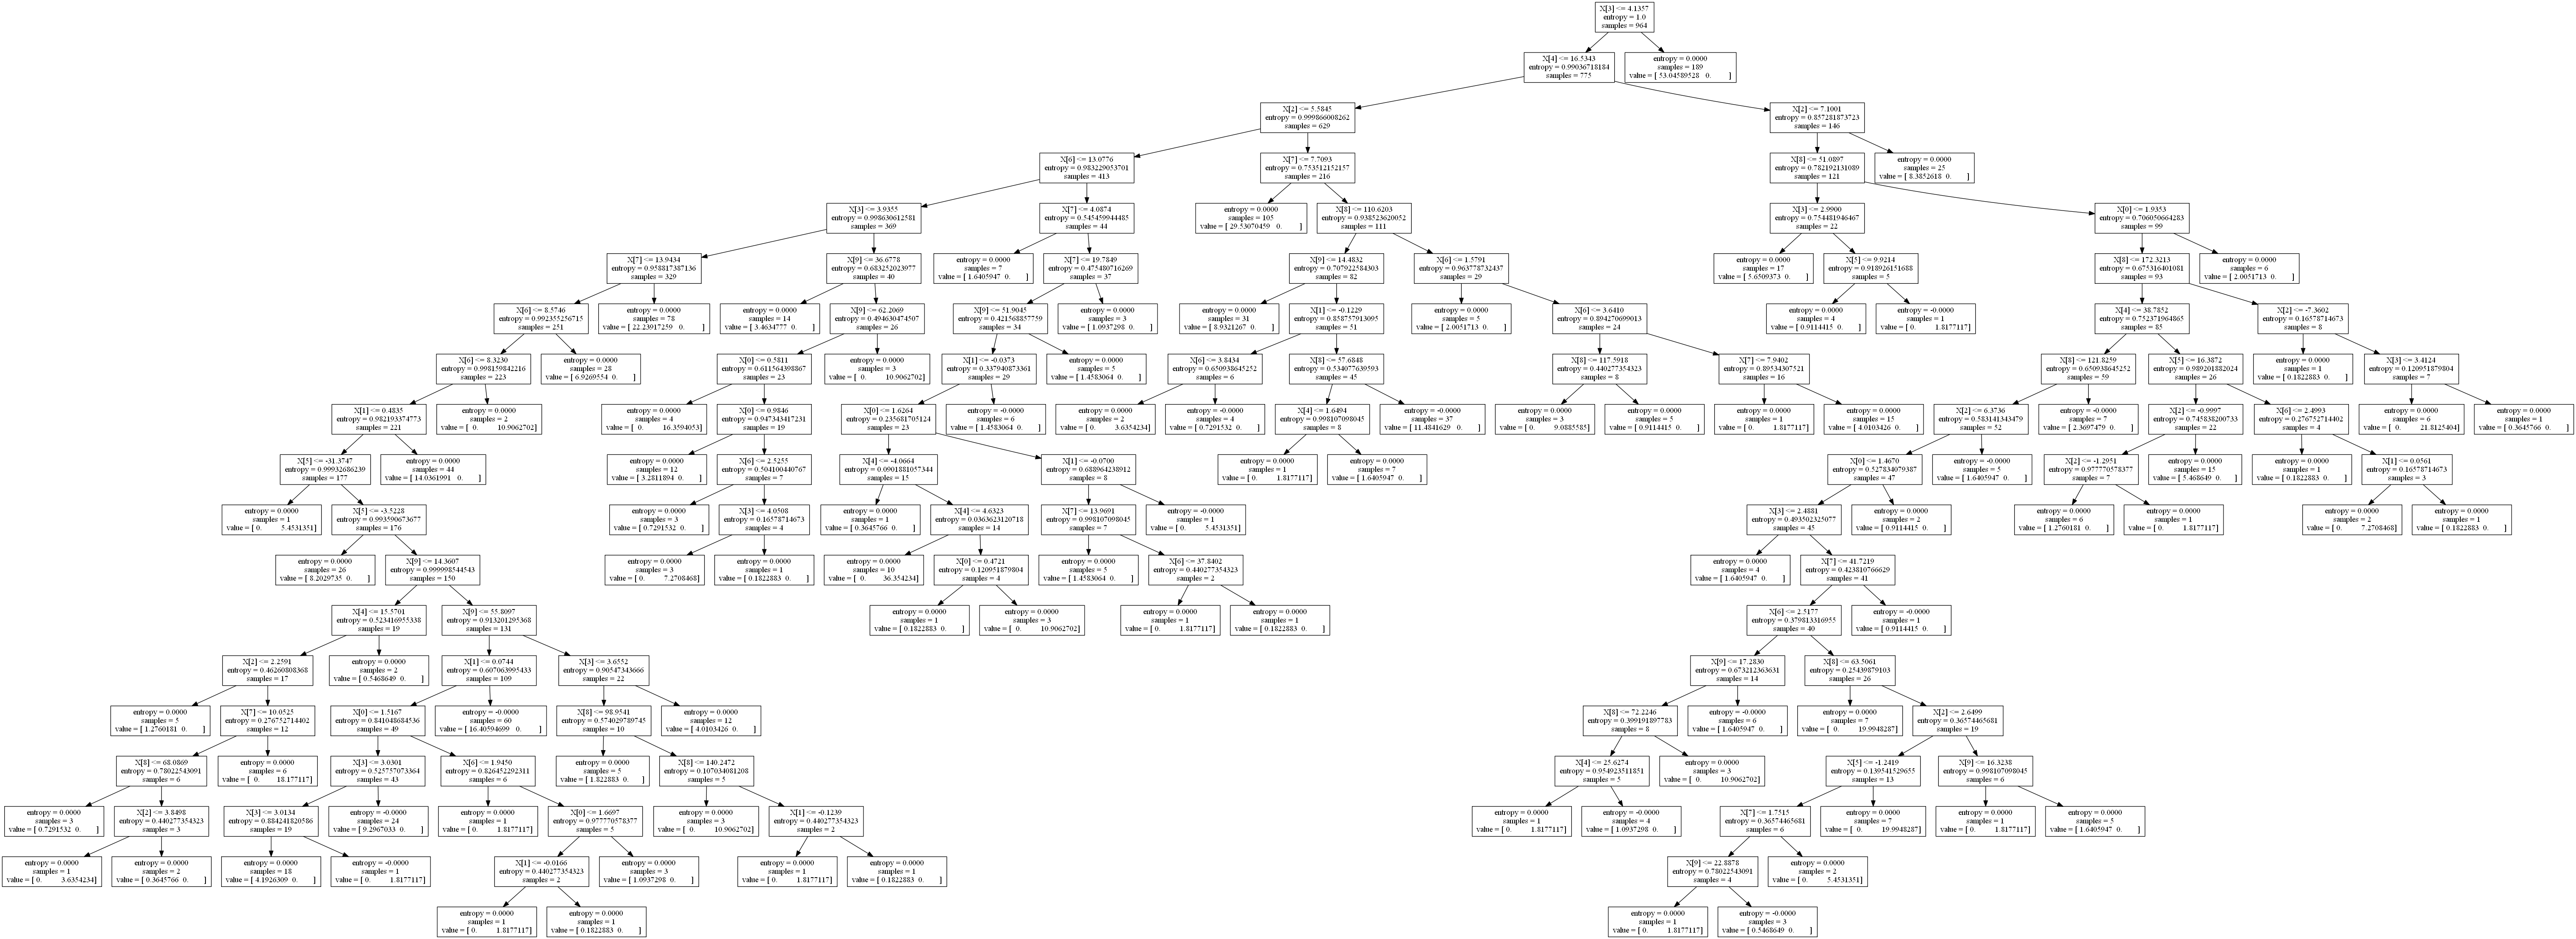 X[3] <= 4.1357
entropy = 1.0
samples = 964
X[4] <= 16.5343
entropy = 0.99036718184
samples = 775
entropy = 0.0000
samples = 189
value = [ 53.04589528 0. ]
X[2] <= 5.5845
entropy = 0.999866008262
samples = 629
X[2] <= 7.1001
entropy = 0.857281873723
samples = 146
X[6] <= 13.0776
entropy = 0.983229053701
samples = 413
X[7] <= 7.7093
entropy = 0.753512152157
samples = 216
X[8] <= 51.0897
entropy = 0.782192131089
samples = 121
entropy = 0.0000
samples = 25
value = [ 8.3852618 0. ]
X[3] <= 3.9355
entropy = 0.998630612581
samples = 369
X[7] <= 4.0874
entropy = 0.545459944485
samples = 44
entropy = 0.0000
samples = 105
value = [ 29.53070459 0. ]
X[8] <= 110.6203
entropy = 0.938523620052
samples = 111
X[3] <= 2.9900
entropy = 0.754481946467
samples = 22
X[0] <= 1.9353
entropy = 0.706050664283
samples = 99
X[7] <= 13.9434
entropy = 0.958817387136
samples = 329
X[9] <= 36.6778
entropy = 0.683252023977
samples = 40
entropy = 0.0000
samples = 7
value = [ 1.6405947 0. ]
X[7] <= 19.7849
entropy = 0.475480716269
samples = 37
X[9] <= 14.4832
entropy = 0.707922584303
samples = 82
X[6] <= 1.5791
entropy = 0.963778732437
samples = 29
entropy = 0.0000
samples = 17
value = [ 5.6509373 0. ]
X[5] <= 9.9214
entropy = 0.918926151688
samples = 5
X[8] <= 172.3213
entropy = 0.675316401081
samples = 93
entropy = 0.0000
samples = 6
value = [ 2.0051713 0. ]
X[6] <= 8.5746
entropy = 0.992355256715
samples = 251
entropy = 0.0000
samples = 78
value = [ 22.23917259 0. ]
entropy = 0.0000
samples = 14
value = [ 3.4634777 0. ]
X[9] <= 62.2069
entropy = 0.494630474507
samples = 26
X[9] <= 51.9045
entropy = 0.421568857759
samples = 34
entropy = 0.0000
samples = 3
value = [ 1.0937298 0. ]
entropy = 0.0000
samples = 31
value = [ 8.9321267 0. ]
X[1] <= -0.1229
entropy = 0.858757913095
samples = 51
entropy = 0.0000
samples = 5
value = [ 2.0051713 0. ]
X[6] <= 3.6410
entropy = 0.894270699013
samples = 24
entropy = 0.0000
samples = 4
value = [ 0.9114415 0. ]
entropy = -0.0000
samples = 1
value = [ 0. 1.8177117]
X[4] <= 38.7852
entropy = 0.752371964865
samples = 85
X[2] <= -7.3602
entropy = 0.16578714673
samples = 8
X[6] <= 8.3230
entropy = 0.998159842216
samples = 223
entropy = 0.0000
samples = 28
value = [ 6.9269554 0. ]
X[0] <= 0.5811
entropy = 0.611564398867
samples = 23
entropy = 0.0000
samples = 3
value = [ 0. 10.9062702]
X[1] <= -0.0373
entropy = 0.337940873361
samples = 29
entropy = 0.0000
samples = 5
value = [ 1.4583064 0. ]
X[6] <= 3.8434
entropy = 0.650938645252
samples = 6
X[8] <= 57.6848
entropy = 0.534077639593
samples = 45
X[8] <= 117.5918
entropy = 0.440277354323
samples = 8
X[7] <= 7.9402
entropy = 0.89534307521
samples = 16
X[8] <= 121.8259
entropy = 0.650938645252
samples = 59
X[5] <= 16.3872
entropy = 0.989201882024
samples = 26
entropy = 0.0000
samples = 1
value = [ 0.1822883 0. ]
X[3] <= 3.4124
entropy = 0.120951879804
samples = 7
X[1] <= 0.4835
entropy = 0.982193374773
samples = 221
entropy = 0.0000
samples = 2
value = [ 0. 10.9062702]
entropy = 0.0000
samples = 4
value = [ 0. 16.3594053]
X[0] <= 0.9846
entropy = 0.947343417231
samples = 19
X[0] <= 1.6264
entropy = 0.235681705124
samples = 23
entropy = -0.0000
samples = 6
value = [ 1.4583064 0. ]
entropy = 0.0000
samples = 2
value = [ 0. 3.6354234]
entropy = -0.0000
samples = 4
value = [ 0.7291532 0. ]
X[4] <= 1.6494
entropy = 0.998107098045
samples = 8
entropy = -0.0000
samples = 37
value = [ 11.4841629 0. ]
entropy = 0.0000
samples = 3
value = [ 0. 9.0885585]
entropy = 0.0000
samples = 5
value = [ 0.9114415 0. ]
entropy = 0.0000
samples = 1
value = [ 0. 1.8177117]
entropy = 0.0000
samples = 15
value = [ 4.0103426 0. ]
X[2] <= 6.3736
entropy = 0.583141343479
samples = 52
entropy = -0.0000
samples = 7
value = [ 2.3697479 0. ]
X[2] <= -0.9997
entropy = 0.745838200733
samples = 22
X[6] <= 2.4993
entropy = 0.276752714402
samples = 4
entropy = 0.0000
samples = 6
value = [ 0. 21.8125404]
entropy = 0.0000
samples = 1
value = [ 0.3645766 0. ]
X[5] <= -31.3747
entropy = 0.99932686239
samples = 177
entropy = 0.0000
samples = 44
value = [ 14.0361991 0. ]
entropy = 0.0000
samples = 12
value = [ 3.2811894 0. ]
X[6] <= 2.5255
entropy = 0.504100440767
samples = 7
X[4] <= -4.0664
entropy = 0.0901881057344
samples = 15
X[1] <= -0.0700
entropy = 0.688964238912
samples = 8
entropy = 0.0000
samples = 1
value = [ 0. 1.8177117]
entropy = 0.0000
samples = 7
value = [ 1.6405947 0. ]
X[0] <= 1.4670
entropy = 0.527834079387
samples = 47
entropy = -0.0000
samples = 5
value = [ 1.6405947 0. ]
X[2] <= -1.2951
entropy = 0.977770578377
samples = 7
entropy = 0.0000
samples = 15
value = [ 5.468649 0. ]
entropy = 0.0000
samples = 1
value = [ 0.1822883 0. ]
X[1] <= 0.0561
entropy = 0.16578714673
samples = 3
entropy = 0.0000
samples = 1
value = [ 0. 5.4531351]
X[5] <= -3.5228
entropy = 0.993590673677
samples = 176
entropy = 0.0000
samples = 3
value = [ 0.7291532 0. ]
X[3] <= 4.0508
entropy = 0.16578714673
samples = 4
entropy = 0.0000
samples = 1
value = [ 0.3645766 0. ]
X[4] <= 4.6323
entropy = 0.0363623120718
samples = 14
X[7] <= 13.9691
entropy = 0.998107098045
samples = 7
entropy = -0.0000
samples = 1
value = [ 0. 5.4531351]
X[3] <= 2.4881
entropy = 0.493502325077
samples = 45
entropy = 0.0000
samples = 2
value = [ 0.9114415 0. ]
entropy = 0.0000
samples = 6
value = [ 1.2760181 0. ]
entropy = 0.0000
samples = 1
value = [ 0. 1.8177117]
entropy = 0.0000
samples = 2
value = [ 0. 7.2708468]
entropy = 0.0000
samples = 1
value = [ 0.1822883 0. ]
entropy = 0.0000
samples = 26
value = [ 8.2029735 0. ]
X[9] <= 14.3607
entropy = 0.999998544543
samples = 150
entropy = 0.0000
samples = 3
value = [ 0. 7.2708468]
entropy = 0.0000
samples = 1
value = [ 0.1822883 0. ]
entropy = 0.0000
samples = 10
value = [ 0. 36.354234]
X[0] <= 0.4721
entropy = 0.120951879804
samples = 4
entropy = 0.0000
samples = 5
value = [ 1.4583064 0. ]
X[6] <= 37.8402
entropy = 0.440277354323
samples = 2
entropy = 0.0000
samples = 4
value = [ 1.6405947 0. ]
X[7] <= 41.7219
entropy = 0.423810766629
samples = 41
X[4] <= 15.5701
entropy = 0.523416955338
samples = 19
X[9] <= 55.8097
entropy = 0.913201295368
samples = 131
entropy = 0.0000
samples = 1
value = [ 0.1822883 0. ]
entropy = 0.0000
samples = 3
value = [ 0. 10.9062702]
entropy = 0.0000
samples = 1
value = [ 0. 1.8177117]
entropy = 0.0000
samples = 1
value = [ 0.1822883 0. ]
X[6] <= 2.5177
entropy = 0.379813316955
samples = 40
entropy = -0.0000
samples = 1
value = [ 0.9114415 0. ]
X[2] <= 2.2591
entropy = 0.46260808368
samples = 17
entropy = 0.0000
samples = 2
value = [ 0.5468649 0. ]
X[1] <= 0.0744
entropy = 0.607063995433
samples = 109
X[3] <= 3.6552
entropy = 0.90547343666
samples = 22
X[9] <= 17.2830
entropy = 0.673212363631
samples = 14
X[8] <= 63.5061
entropy = 0.25439879103
samples = 26
entropy = 0.0000
samples = 5
value = [ 1.2760181 0. ]
X[7] <= 10.0525
entropy = 0.276752714402
samples = 12
X[0] <= 1.5167
entropy = 0.841048684536
samples = 49
entropy = -0.0000
samples = 60
value = [ 16.40594699 0. ]
X[8] <= 98.9541
entropy = 0.574029789745
samples = 10
entropy = 0.0000
samples = 12
value = [ 4.0103426 0. ]
X[8] <= 72.2246
entropy = 0.399191897783
samples = 8
entropy = -0.0000
samples = 6
value = [ 1.6405947 0. ]
entropy = 0.0000
samples = 7
value = [ 0. 19.9948287]
X[2] <= 2.6499
entropy = 0.36574465681
samples = 19
X[8] <= 68.0869
entropy = 0.78022543091
samples = 6
entropy = 0.0000
samples = 6
value = [ 0. 18.177117]
X[3] <= 3.0301
entropy = 0.525757073364
samples = 43
X[6] <= 1.9450
entropy = 0.826452292311
samples = 6
entropy = 0.0000
samples = 5
value = [ 1.822883 0. ]
X[8] <= 140.2472
entropy = 0.107034081208
samples = 5
X[4] <= 25.6274
entropy = 0.954923511851
samples = 5
entropy = 0.0000
samples = 3
value = [ 0. 10.9062702]
X[5] <= -1.2419
entropy = 0.139541529655
samples = 13
X[9] <= 16.3238
entropy = 0.998107098045
samples = 6
entropy = 0.0000
samples = 3
value = [ 0.7291532 0. ]
X[2] <= 3.8498
entropy = 0.440277354323
samples = 3
X[3] <= 3.0134
entropy = 0.884241820586
samples = 19
entropy = -0.0000
samples = 24
value = [ 9.2967033 0. ]
entropy = 0.0000
samples = 1
value = [ 0. 1.8177117]
X[0] <= 1.6697
entropy = 0.977770578377
samples = 5
entropy = 0.0000
samples = 3
value = [ 0. 10.9062702]
X[1] <= -0.1239
entropy = 0.440277354323
samples = 2
entropy = 0.0000
samples = 1
value = [ 0. 1.8177117]
entropy = -0.0000
samples = 4
value = [ 1.0937298 0. ]
X[7] <= 1.7515
entropy = 0.36574465681
samples = 6
entropy = 0.0000
samples = 7
value = [ 0. 19.9948287]
entropy = 0.0000
samples = 1
value = [ 0. 1.8177117]
entropy = 0.0000
samples = 5
value = [ 1.6405947 0. ]
entropy = 0.0000
samples = 1
value = [ 0. 3.6354234]
entropy = 0.0000
samples = 2
value = [ 0.3645766 0. ]
entropy = 0.0000
samples = 18
value = [ 4.1926309 0. ]
entropy = -0.0000
samples = 1
value = [ 0. 1.8177117]
X[1] <= -0.0166
entropy = 0.440277354323
samples = 2
entropy = 0.0000
samples = 3
value = [ 1.0937298 0. ]
entropy = 0.0000
samples = 1
value = [ 0. 1.8177117]
entropy = 0.0000
samples = 1
value = [ 0.1822883 0. ]
X[9] <= 22.8878
entropy = 0.78022543091
samples = 4
entropy = 0.0000
samples = 2
value = [ 0. 5.4531351]
entropy = 0.0000
samples = 1
value = [ 0. 1.8177117]
entropy = 0.0000
samples = 1
value = [ 0.1822883 0. ]
entropy = 0.0000
samples = 1
value = [ 0. 1.8177117]
entropy = -0.0000
samples = 3
value = [ 0.5468649 0. ]